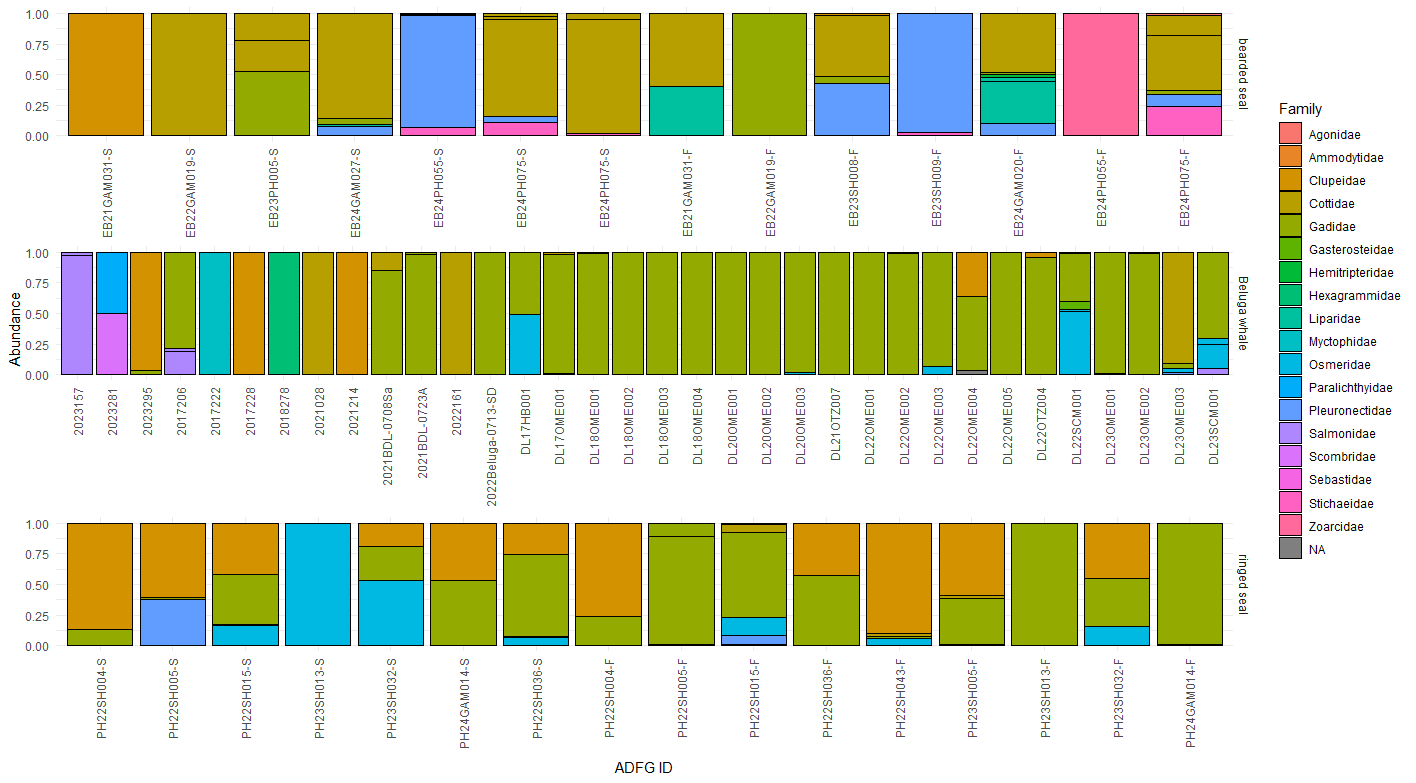 1.00
0.75
0.50
0.25
0.00
EB21GAM031-S
EB22GAM019-S
EB23PH005-S
EB24GAM027-S
EB24PH055-S
EB24PH075-S
EB24PH075-S
EB21GAM031-F
EB22GAM019-F
EB23SH008-F
EB23SH009-F
EB24GAM020-F
EB24PH055-F
EB24PH075-F
bearded seal
Abundance
1.00
0.75
0.50
0.25
0.00
2023157
2023281
2023295
2017206
2017222
2017228
2018278
2021028
2021214
2021BDL-0708Sa
2021BDL-0723A
2022161
2022Beluga-0713-SD
DL17HB001
DL17OME001
DL18OME001
DL18OME002
DL18OME003
DL18OME004
DL20OME001
DL20OME002
DL20OME003
DL21OTZ007
DL22OME001
DL22OME002
DL22OME003
DL22OME004
DL22OME005
DL22OTZ004
DL22SCM001
DL23OME001
DL23OME002
DL23OME003
DL23SCM001
Beluga whale
1.00
0.75
0.50
0.25
0.00
PH22SH004-S
PH22SH005-S
PH22SH015-S
PH23SH013-S
PH23SH032-S
PH24GAM014-S
PH22SH036-S
PH22SH004-F
PH22SH005-F
PH22SH015-F
PH22SH036-F
PH22SH043-F
PH23SH005-F
PH23SH013-F
PH23SH032-F
PH24GAM014-F
ringed seal
ADFG ID
Family
Agonidae
Ammodytidae
Clupeidae
Cottidae
Gadidae
Gasterosteidae
Hemitripteridae
Hexagrammidae
Liparidae
Myctophidae
Osmeridae
Paralichthyidae
Pleuronectidae
Salmonidae
Scombridae
Sebastidae
Stichaeidae
Zoarcidae
NA